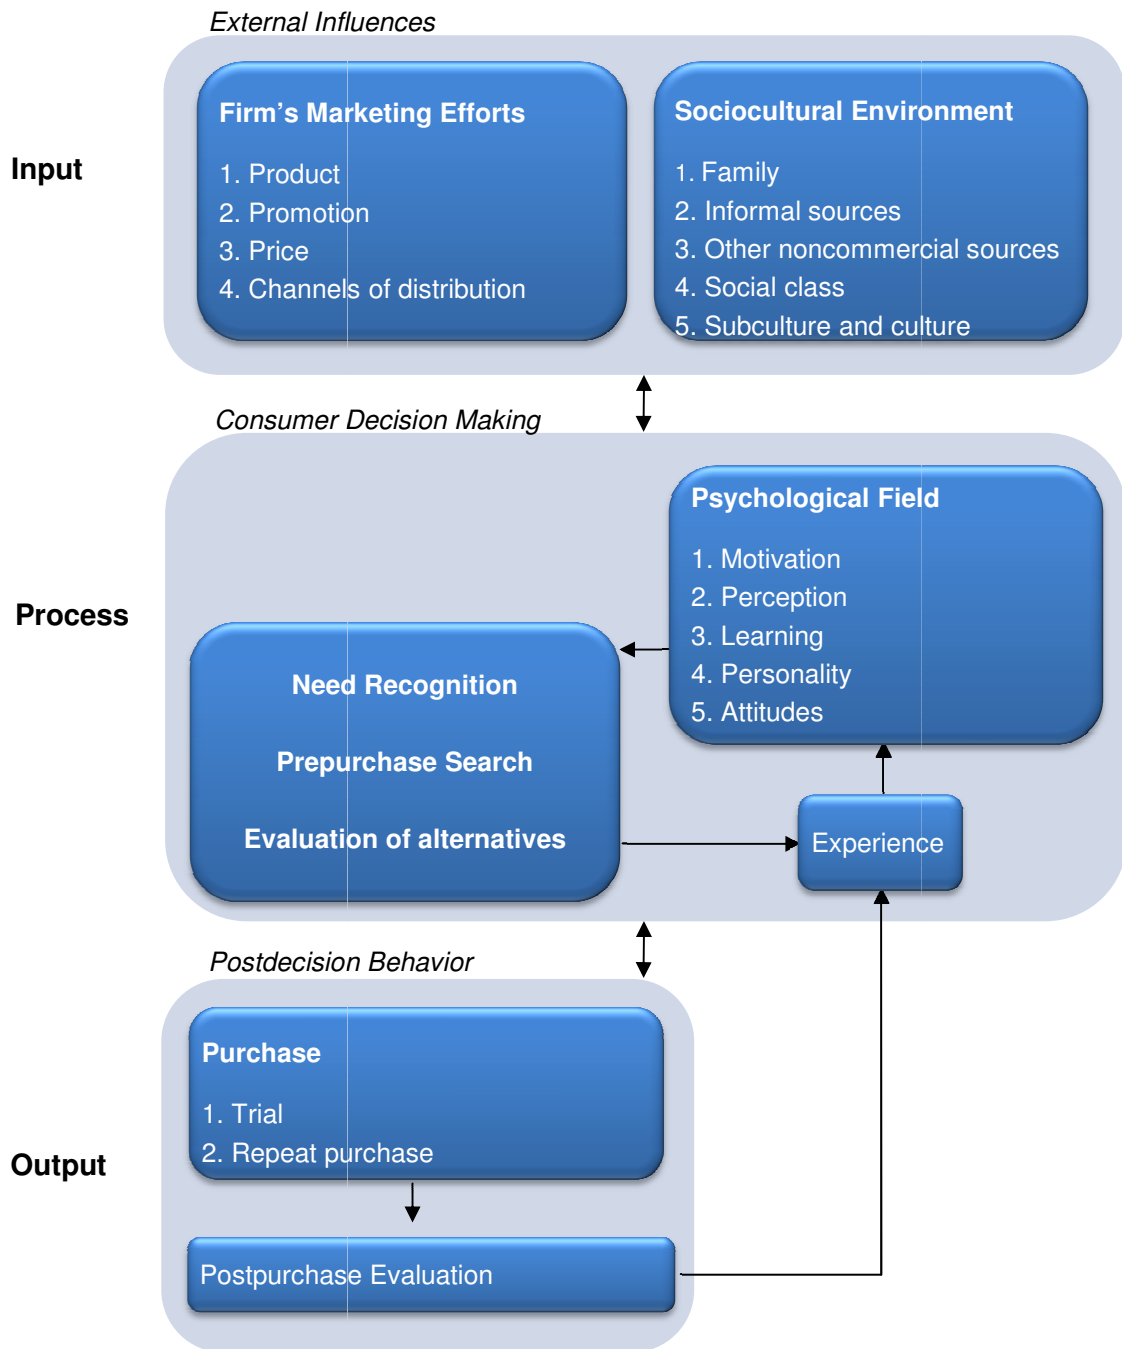 External Influences
Input
Firm's Marketing Efforts
1. Product
2. Promotion
3. Price
4. Channels of distribution
Sociocultural Environment
1. Family
2. Informal sources
3. Other noncommercial sources
4. Social class
5. Subculture and culture
Consumer Decision Making
Process
Psychological Field
1. Motivation
2. Perception
3. Learning
4. Personality
5. Attitudes
Need Recognition
Prepurchase Search
Evaluation of alternatives
Experience
Postdecision Behavior
Output
Purchase
1. Trial
2. Repeat purchase
Postpurchase Evaluation